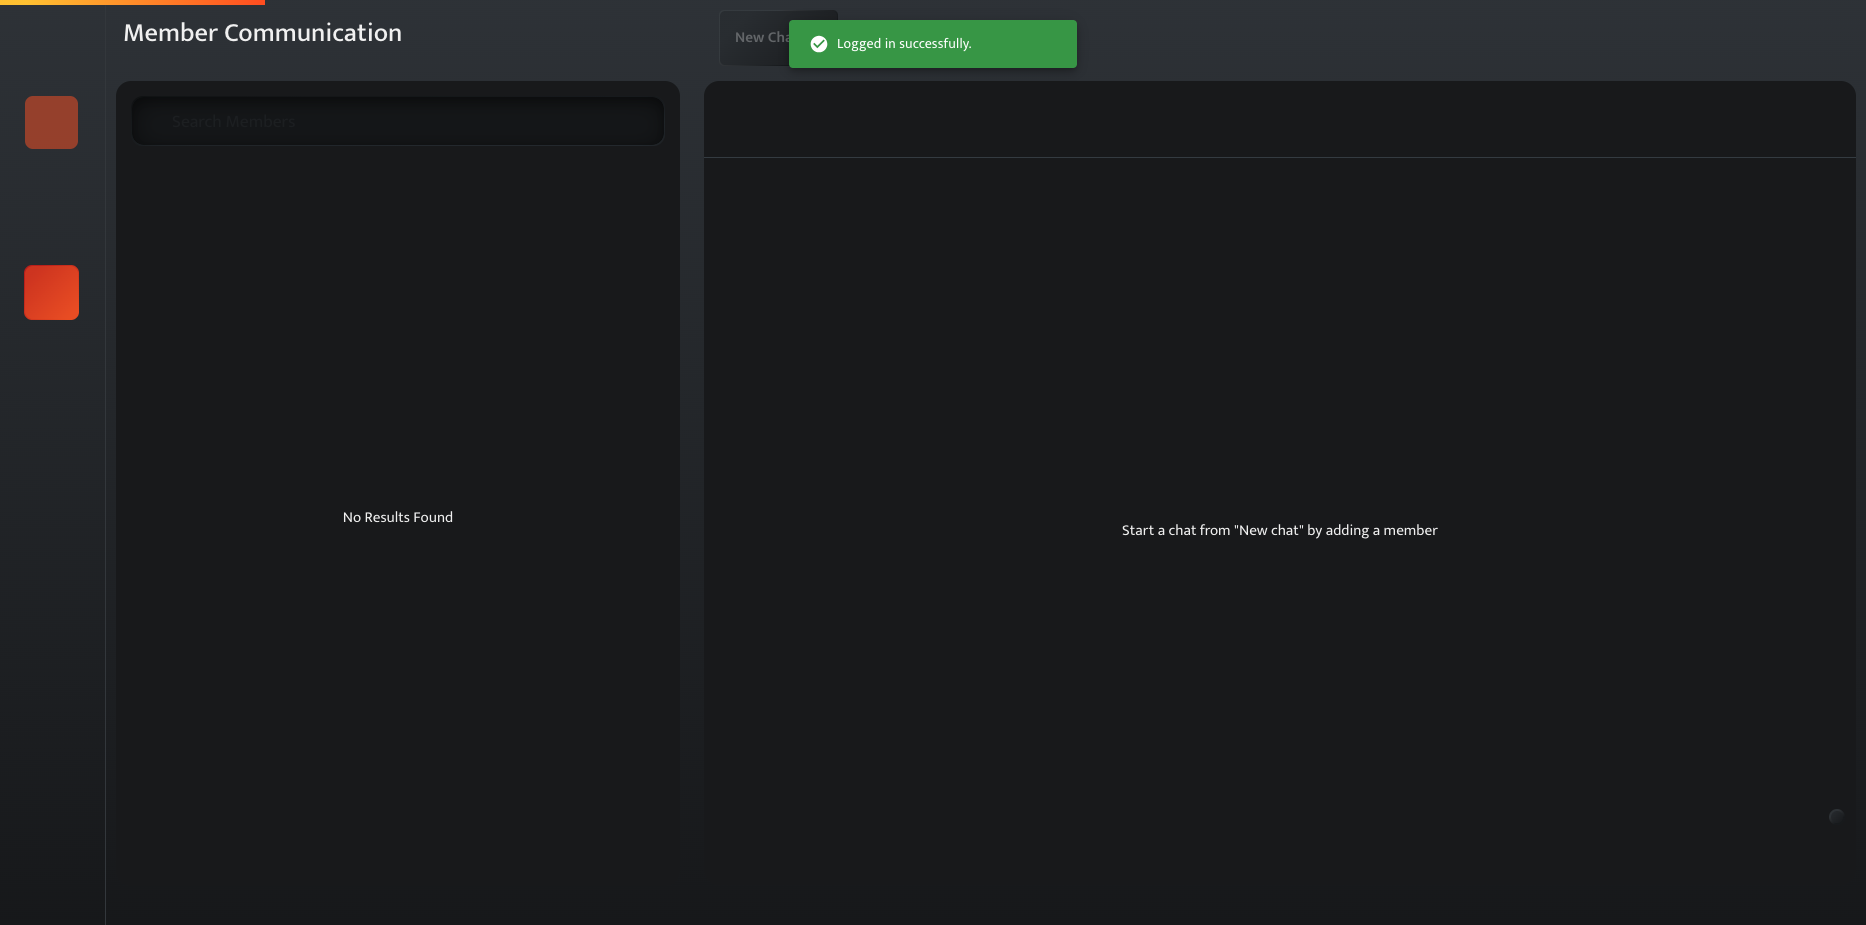 Member Communication
New Cha
Logged in successfully.
Search Members
No Results Found
Start a chat from "New chat" by adding a member